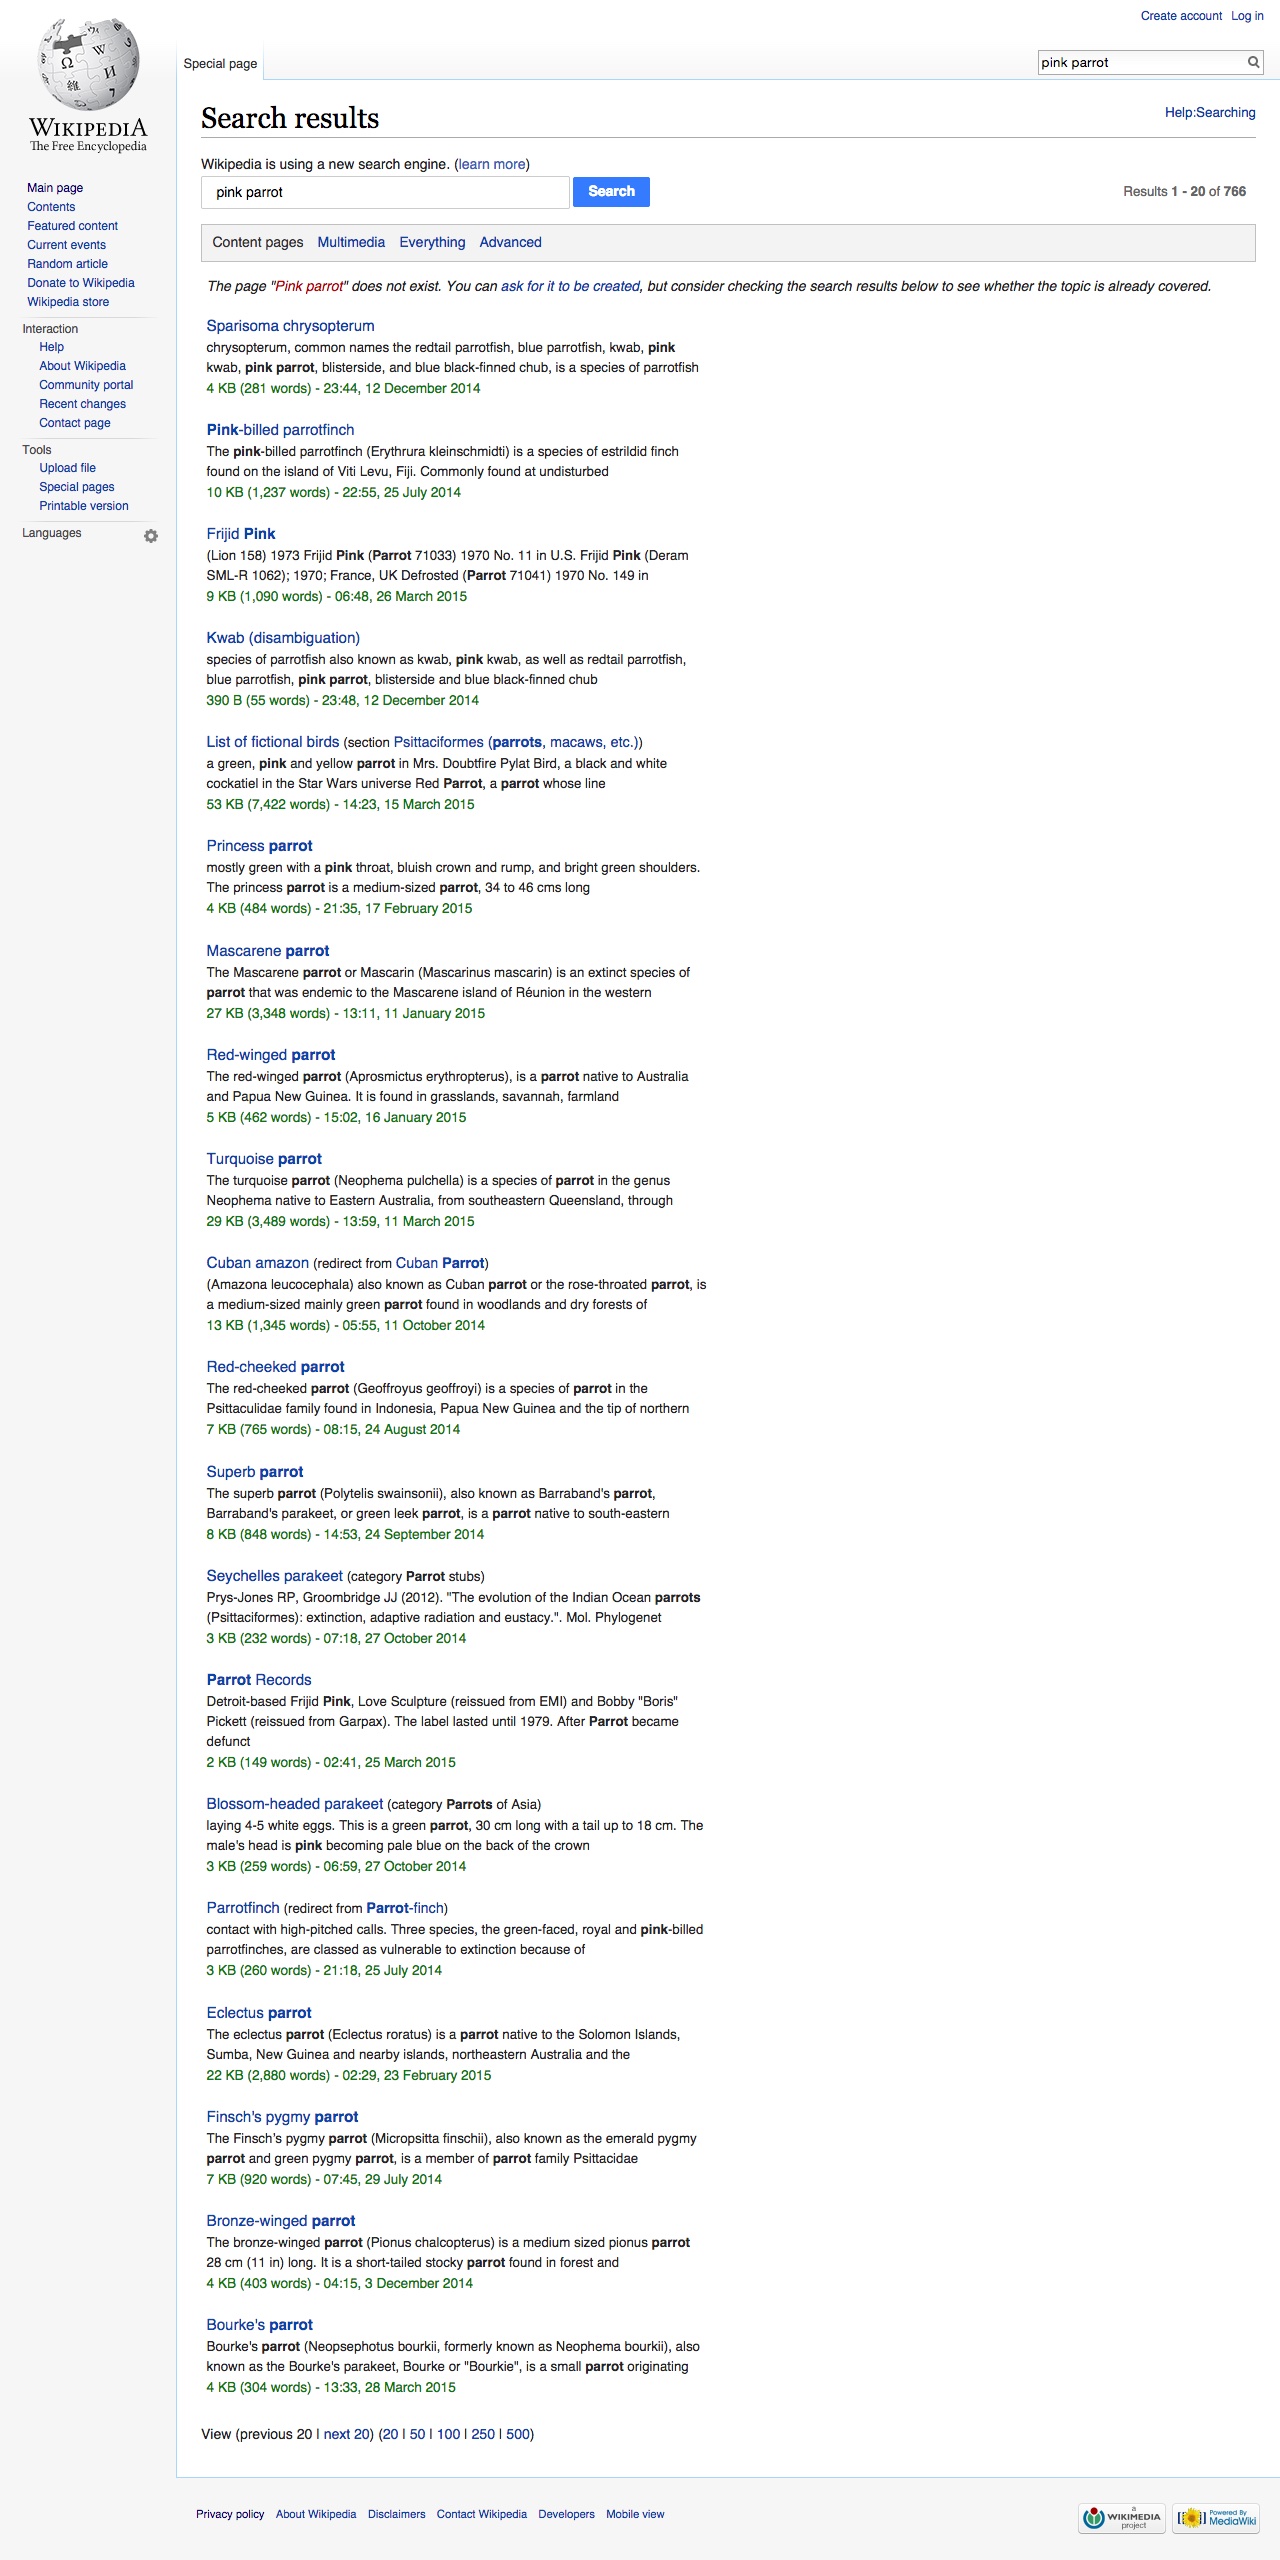 Create account Log in
Special page
pink parrot
WIKIPEDIA
The Free Encyclopedia
Main page
Contents
Featured content
Current events
Random article
Donate to Wikipedia
Wikipedia store
Interaction
Help
About Wikipedia
Community portal
Recent changes
Contact page
Tools
Upload file
Special pages
Printable version
Languages
Search results
Help:Searching
Wikipedia is using a new search engine. (learn more)
pink parrot
Search
Results 1 - 20 of 766
Content pages Multimedia Everything Advanced
The page "Pink parrot" does not exist. You can ask for it to be created, but consider checking the search results below to see whether the topic is already covered.
Sparisoma chrysopterum
chrysopterum, common names the redtail parrotfish, blue parrotfish, kwab, pink
kwab, pink parrot, blisterside, and blue black-finned chub, is a species of parrotfish
4 KB (281 words) - 23:44, 12 December 2014
Pink-billed parrotfinch
The pink-billed parrotfinch (Erythrura kleinschmidti) is a species of estrildid finch
found on the island of Viti Levu, Fiji. Commonly found at undisturbed
10 KB (1,237 words) - 22:55, 25 July 2014
Frijid Pink
(Lion 158) 1973 Frijid Pink (Parrot 71033) 1970 No. 11 in U.S. Frijid Pink (Deram
SML-R 1062); 1970; France, UK Defrosted (Parrot 71041) 1970 No. 149 in
9 KB (1,090 words) - 06:48, 26 March 2015
Kwab (disambiguation)
species of parrotfish also known as kwab, pink kwab, as well as redtail parrotfish,
blue parrotfish, pink parrot, blisterside and blue black-finned chub
390 B (55 words) - 23:48, 12 December 2014
List of fictional birds (section Psittaciformes (parrots, macaws, etc.))
a green, pink and yellow parrot in Mrs. Doubtfire Pylat Bird, a black and white
cockatiel in the Star Wars universe Red Parrot, a parrot whose line
53 KB (7,422 words) - 14:23, 15 March 2015
Princess parrot
mostly green with a pink throat, bluish crown and rump, and bright green shoulders.
The princess parrot is a medium-sized parrot, 34 to 46 cms long
4 KB (484 words) - 21:35, 17 February 2015
Mascarene parrot
The Mascarene parrot or Mascarin (Mascarinus mascarin) is an extinct species of
parrot that was endemic to the Mascarene island of Réunion in the western
27 KB (3,348 words) - 13:11, 11 January 2015
Red-winged parrot
The red-winged parrot (Aprosmictus erythropterus), is a parrot native to Australia
and Papua New Guinea. It is found in grasslands, savannah, farmland
5 KB (462 words) - 15:02, 16 January 2015
Turquoise parrot
The turquoise parrot (Neophema pulchella) is a species of parrot in the genus
Neophema native to Eastern Australia, from southeastern Queensland, through
29 KB (3,489 words) - 13:59, 11 March 2015
Cuban amazon (redirect from Cuban Parrot)
(Amazona leucocephala) also known as Cuban parrot or the rose-throated parrot, is
a medium-sized mainly green parrot found in woodlands and dry forests of
13 KB (1,345 words) - 05:55, 11 October 2014
Red-cheeked parrot
The red-cheeked parrot (Geoffroyus geoffroyi) is a species of parrot in the
Psittaculidae family found in Indonesia, Papua New Guinea and the tip of northern
7 KB (765 words) - 08:15, 24 August 2014
Superb parrot
The superb parrot (Polytelis swainsonii), also known as Barraband's parrot,
Barraband's parakeet, or green leek parrot, is a parrot native to south-eastern
8 KB (848 words) - 14:53, 24 September 2014
Seychelles parakeet (category Parrot stubs)
Prys-Jones RP, Groombridge JJ (2012). "The evolution of the Indian Ocean parrots
(Psittaciformes): extinction, adaptive radiation and eustacy.". Mol. Phylogenet
3 KB (232 words) - 07:18, 27 October 2014
Parrot Records
Detroit-based Frijid Pink, Love Sculpture (reissued from EMI) and Bobby "Boris"
Pickett (reissued from Garpax). The label lasted until 1979. After Parrot became
defunct
2 KB (149 words) - 02:41, 25 March 2015
Blossom-headed parakeet (category Parrots of Asia)
laying 4-5 white eggs. This is a green parrot, 30 cm long with a tail up to 18 cm. The
male's head is pink becoming pale blue on the back of the crown
3 KB (259 words) - 06:59, 27 October 2014
Parrotfinch (redirect from Parrot-finch)
contact with high-pitched calls. Three species, the green-faced, royal and pink-billed
parrotfinches, are classed as vulnerable to extinction because of
3 KB (260 words) - 21:18, 25 July 2014
Eclectus parrot
The eclectus parrot (Eclectus roratus) is a parrot native to the Solomon Islands,
Sumba, New Guinea and nearby islands, northeastern Australia and the
22 KB (2,880 words) - 02:29, 23 February 2015
Finsch's pygmy parrot
The Finsch's pygmy parrot (Micropsitta finschii), also known as the emerald pygmy
parrot and green pygmy parrot, is a member of parrot family Psittacidae
7 KB (920 words) - 07:45, 29 July 2014
Bronze-winged parrot
The bronze-winged parrot (Pionus chalcopterus) is a medium sized pionus parrot
28 cm (11 in) long. It is a short-tailed stocky parrot found in forest and
4 KB (403 words) - 04:15, 3 December 2014
Bourke's parrot
Bourke's parrot (Neopsephotus bourkii, formerly known as Neophema bourkii), also
known as the Bourke's parakeet, Bourke or "Bourkie", is a small parrot originating
4 KB (304 words) - 13:33, 28 March 2015
View (previous 20 | next 20) (20 | 50 | 100 | 250 | 500)
Privacy policy About Wikipedia Disclaimers Contact Wikipedia Developers Mobile view
a
WIKIMEDIA
project
Powered By
MediaWiki